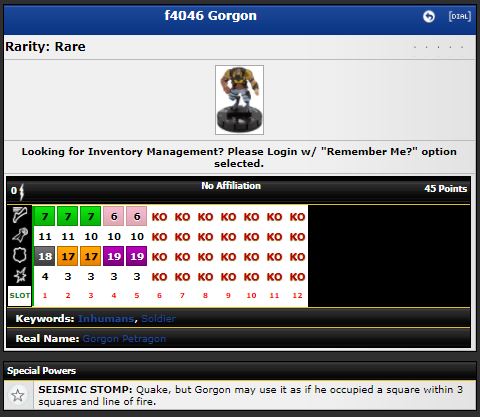 f4046 Gorgon
[DIAL]
Rarity: Rare
Looking for Inventory Management? Please Login w/ "Remember Me?" option
selected.
0
No Affiliation
45 Points
7 7 7 6 6 KO KO KO KO KO KO KO
11 11 10 10 10 KO KO KO KO KO KO KO
18 17 17 19 19 KO KO KO KO KO KO KO
4 3 3 3 3 KO KO KO KO KO KO KO
SLOT 1 2 3 4 5 6 7 8 9 10 11 12
Keywords: Inhumans, Soldier
Real Name: Gorgon Petragon
Special Powers
SEISMIC STOMP: Quake, but Gorgon may use it as if he occupied a square within 3
squares and line of fire.